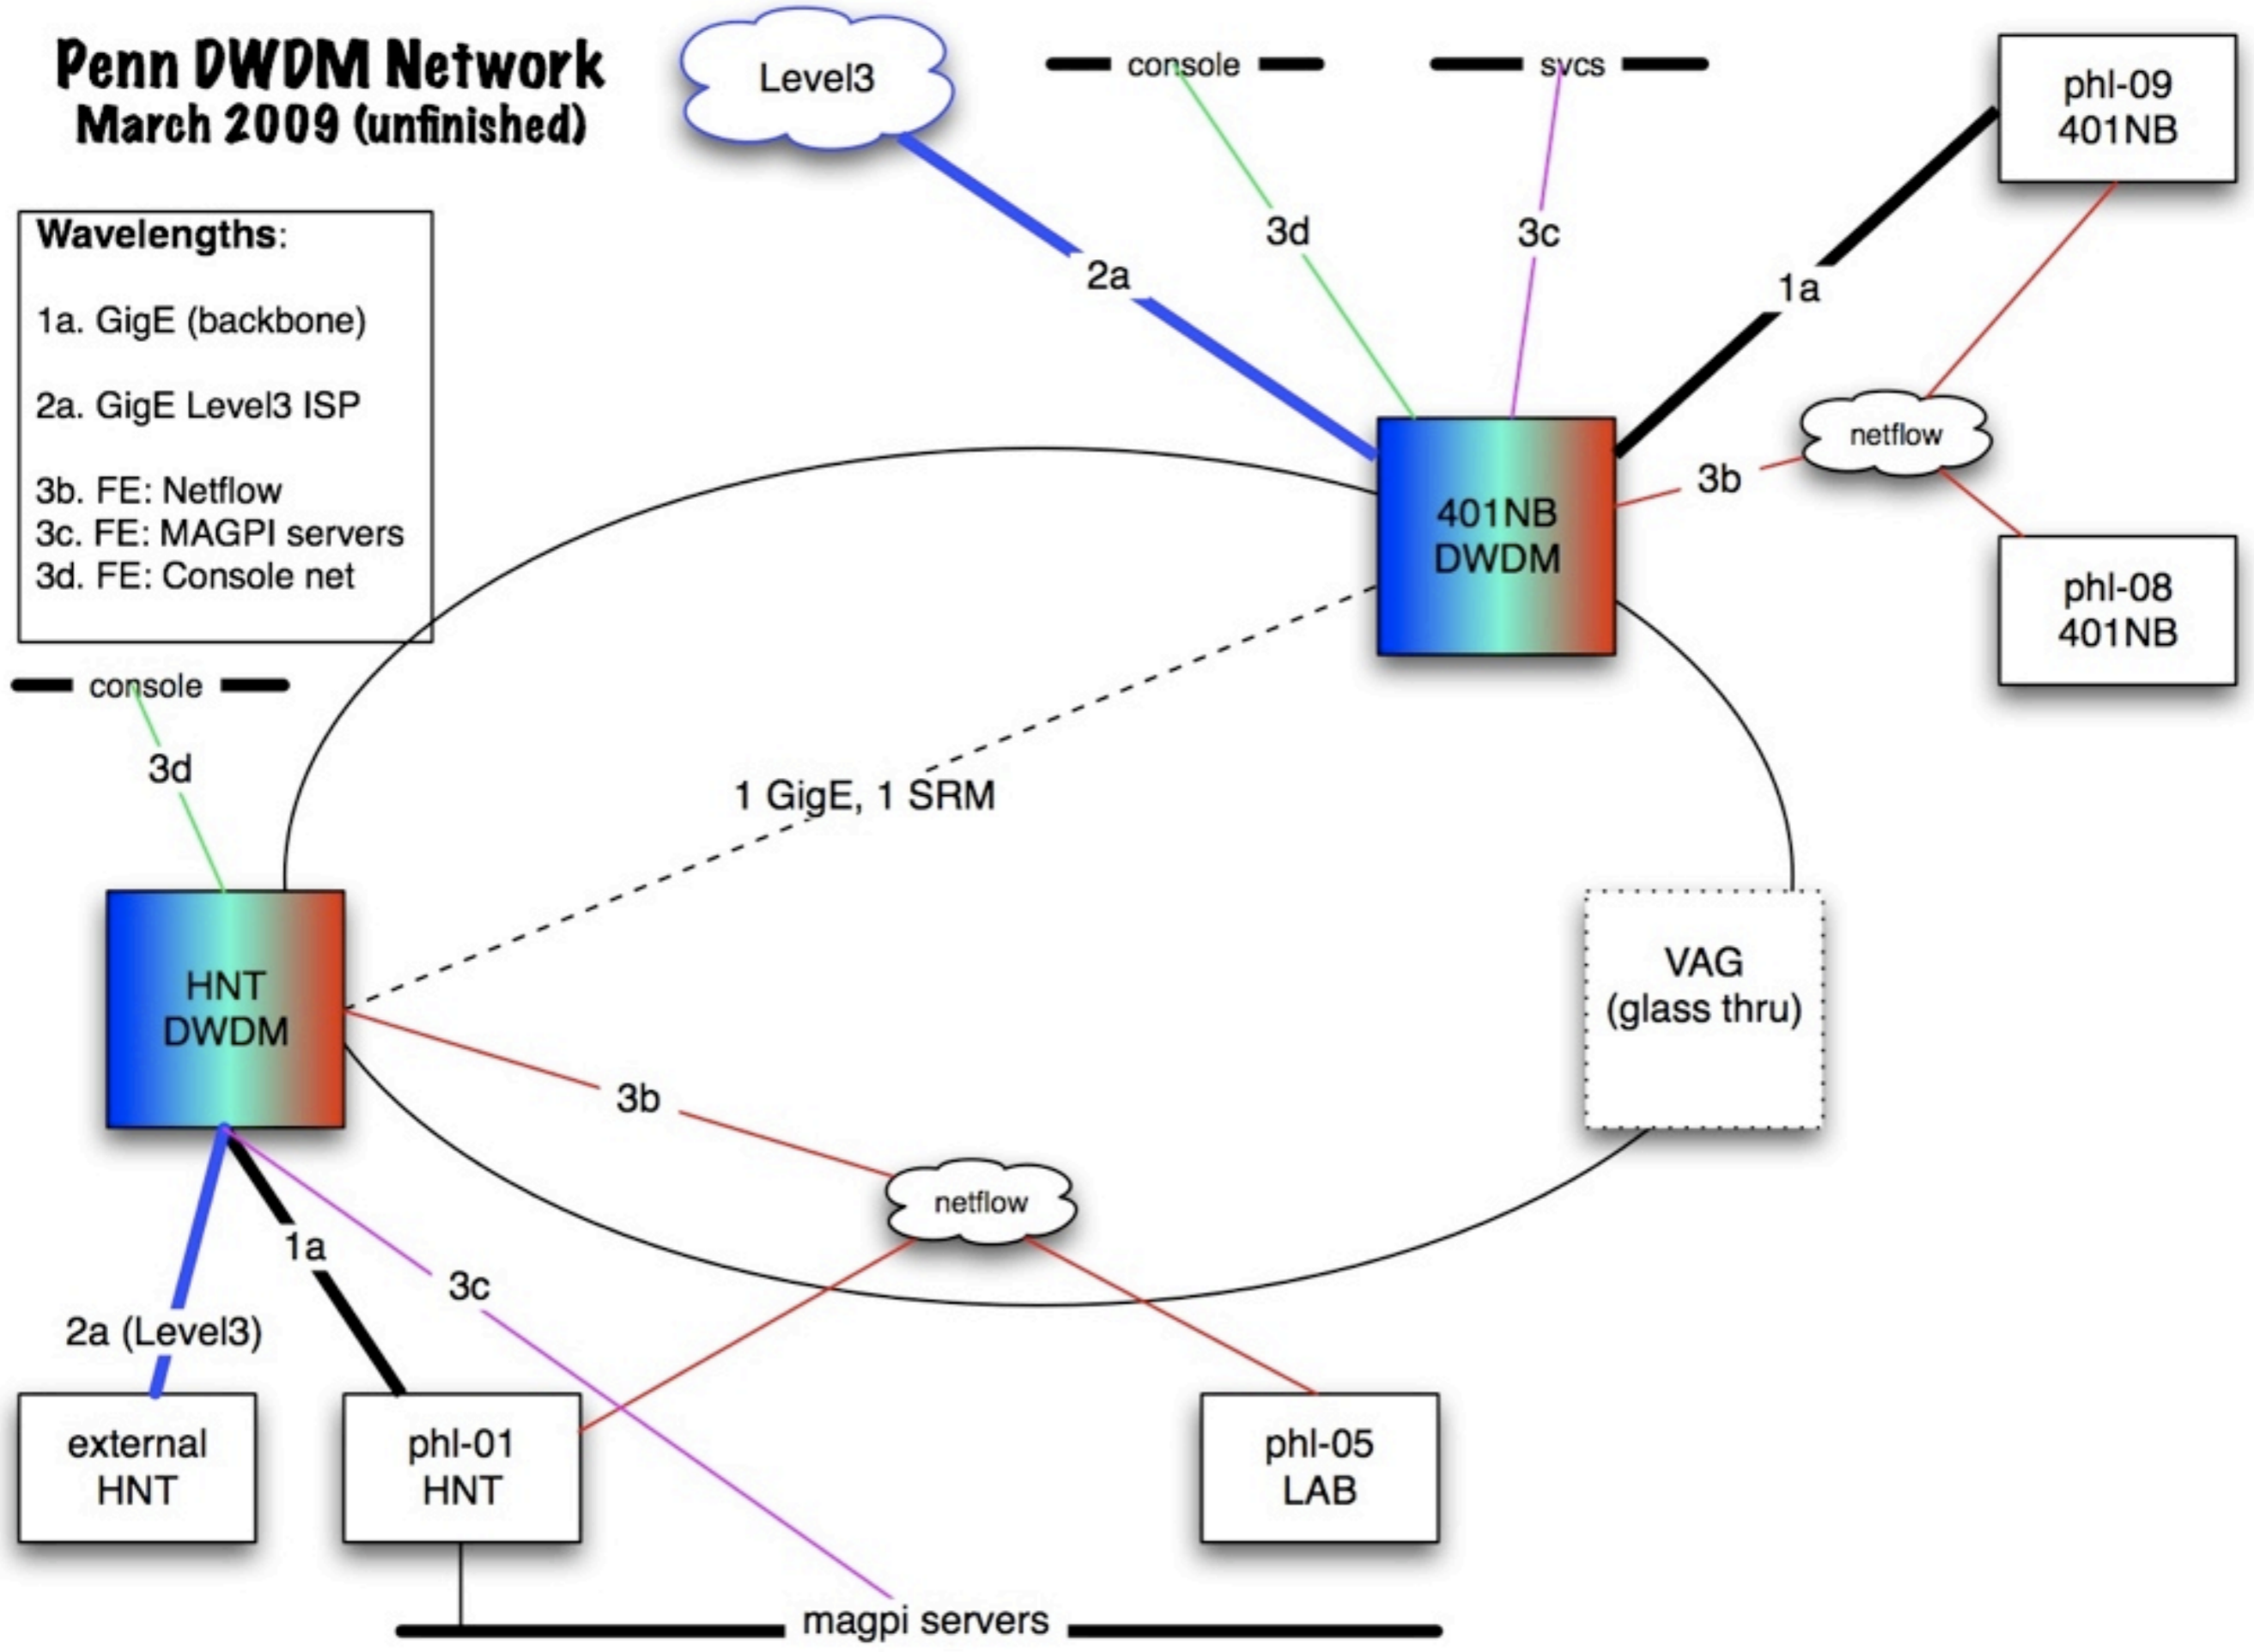 Penn DWDM Network
March 2009 (unfinished)
Level3
console
svcs
phl-09
401NB
Wavelengths:
1a. GigE (backbone)
2a. GigE Level3 ISP
3b. FE: Netflow
3c. FE: MAGPI servers
3d. FE: Console net
3d
3c
2a
1a
netflow
3b
401NB
DWDM
phl-08
401NB
console
3d
1 GigE, 1 SRM
HNT
DWDM
VAG
(glass thru)
3b
netflow
1a
3c
2a (Level3)
external
HNT
phl-01
HNT
phl-05
LAB
magpi servers